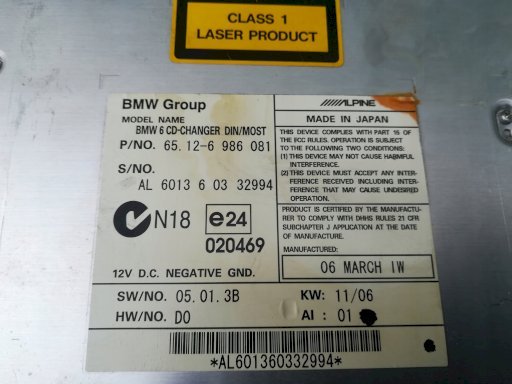 CLASS 1
LASER PRODUCT
BMW Group
MODEL NAME
BMW 6 CD-CHANGER DIN/MOST
P/NO. 65.12-6 986 081
S/NO.
AL 6013 6 03 32994
N18 e24
020469
12V D.C. NEGATIVE GND.
ALPINE
MADE IN JAPAN
THIS DEVICE COMPLIES WITH PART 15 OF
THE FCC RULES. OPERATION IS SUBJECT
TO THE FOLLOWING TWO CONDITIONS:
(1) THIS DEVICE MAY NOT CAUSE HARMFUL
INTERFERENCE.
(2) THIS DEVICE MUST ACCEPT ANY INTER-
FERENCE RECEIVED INCLUDING INTER-
FERENCE THAT MAY CAUSE UNDESIRED
OPERATION.
PRODUCT IS CERTIFIED BY THE MANUFACTU-
RER TO COMPLY WITH DHHS RULES 21 CFR
SUBCHAPTER J APPLICATION AT THE DATE
OF MANUFACTURE.
MANUFACTURED:
06 MARCH IW
SW/NO. 05.01.3B KW: 11/06
HW/NO. D0 AI : 01
*AL601360332994*